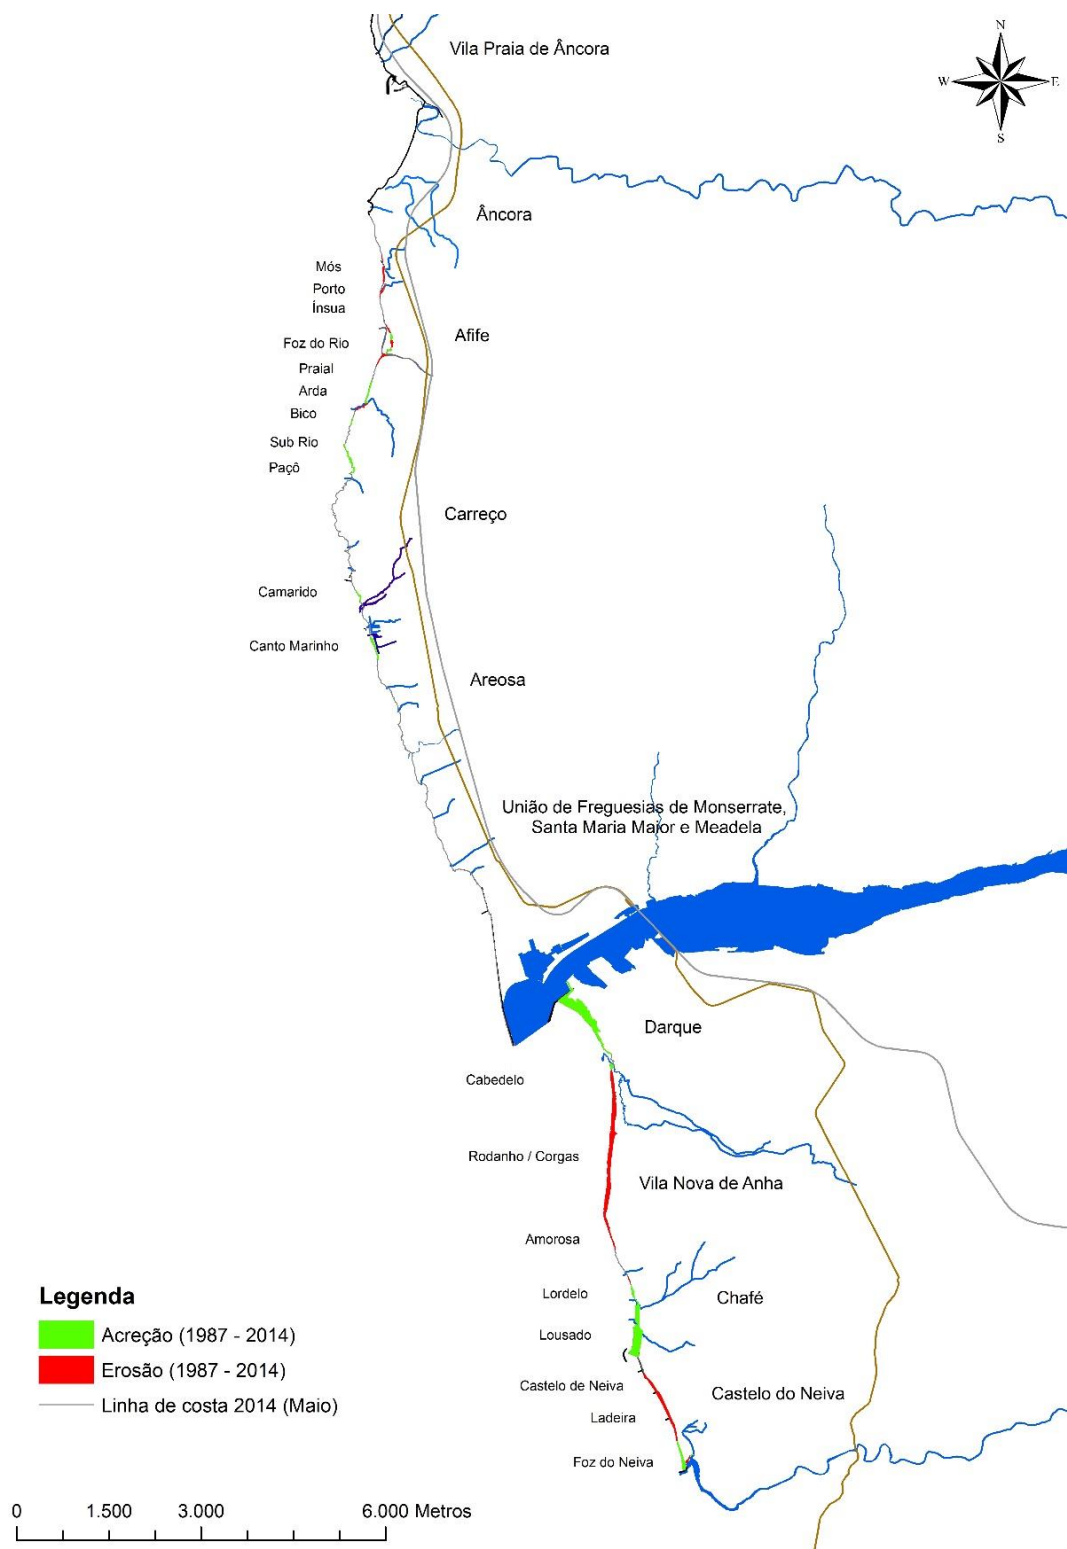 Vila Praia de Âncora
N
W
E
S
Âncora
Mós
Porto
Ínsua
Afife
Foz do Rio
Praial
Arda
Bico
Sub Rio
Paçô
Carreço
Camarido
Canto Marinho
Areosa
União de Freguesias de Monserrate,
Santa Maria Maior e Meadela
Darque
Cabedelo
Rodanho / Corgas
Vila Nova de Anha
Amorosa
Lordelo
Chafé
Lousado
Castelo de Neiva
Castelo do Neiva
Ladeira
Foz do Neiva
Legenda
Acreção (1987 - 2014)
Erosão (1987 - 2014)
Linha de costa 2014 (Maio)
0 1.500 3.000 6.000 Metros